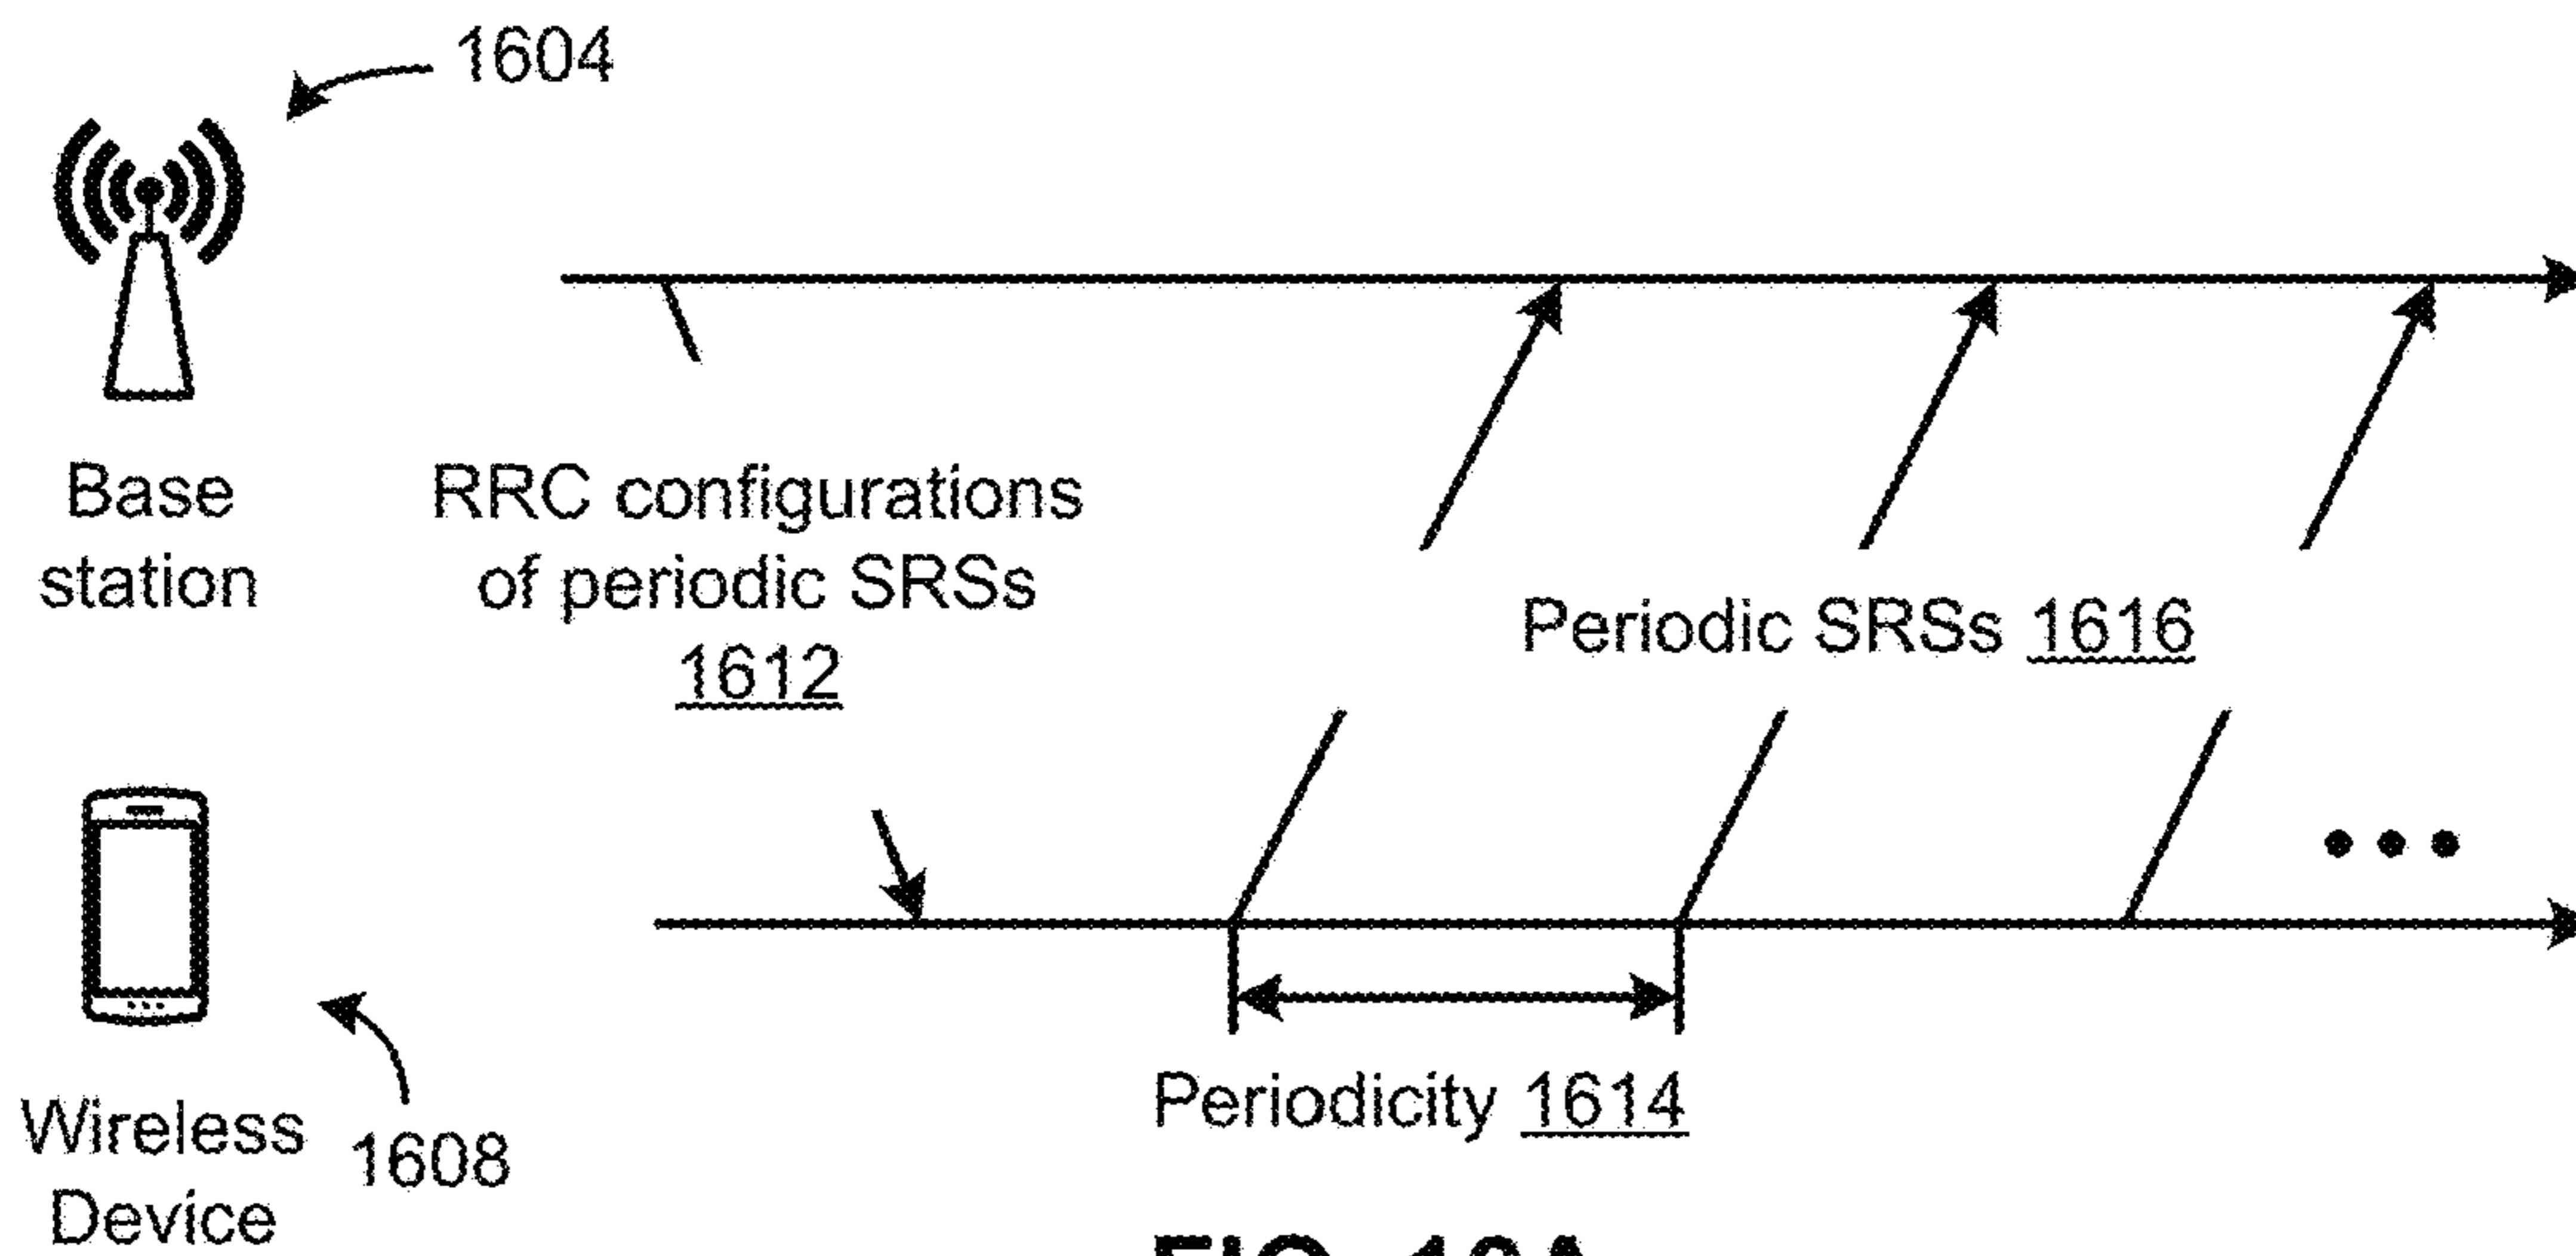 1604
Base
station
RRC configurations
of periodic SRSs
1612
Periodic SRSs 1616
Periodicity 1614
Wireless
Device
1608